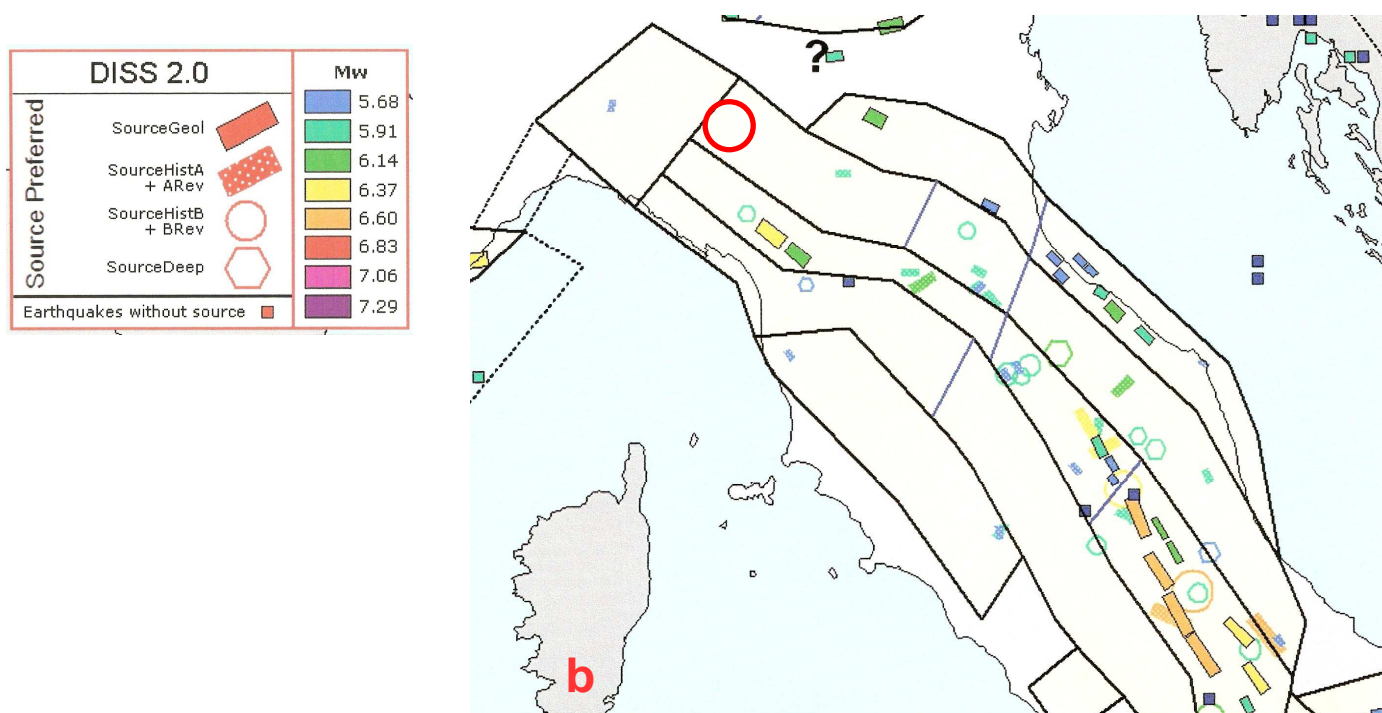 DISS 2.0
Mw
Source Preferred
SourceGeol
SourceHistA
+ ARev
SourceHistB
+ BRev
SourceDeep
Earthquakes without source
5.68
5.91
6.14
6.37
6.60
6.83
7.06
7.29
?
b